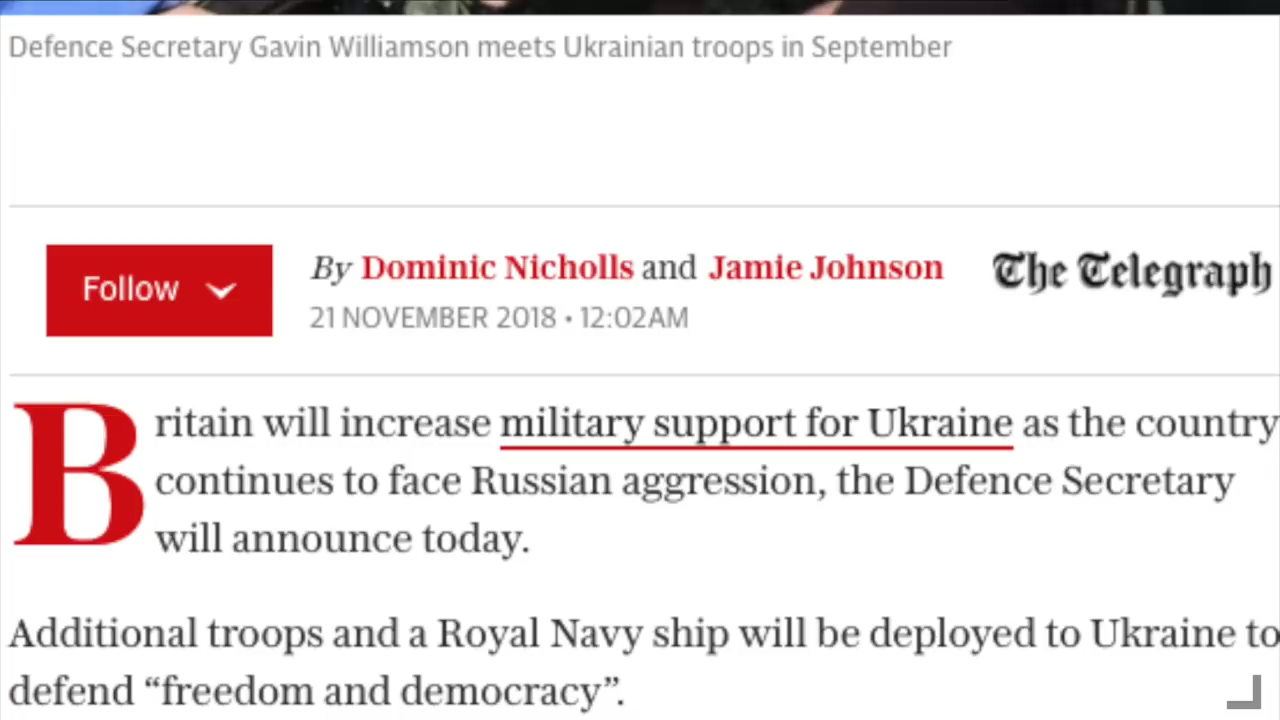 Defence Secretary Gavin Williamson meets Ukrainian troops in September
Follow
By Dominic Nicholls and Jamie Johnson
The Telegraph
21 NOVEMBER 2018 • 12:02AM
Britain will increase military support for Ukraine as the country
continues to face Russian aggression, the Defence Secretary
will announce today.
Additional troops and a Royal Navy ship will be deployed to Ukraine to
defend “freedom and democracy”.